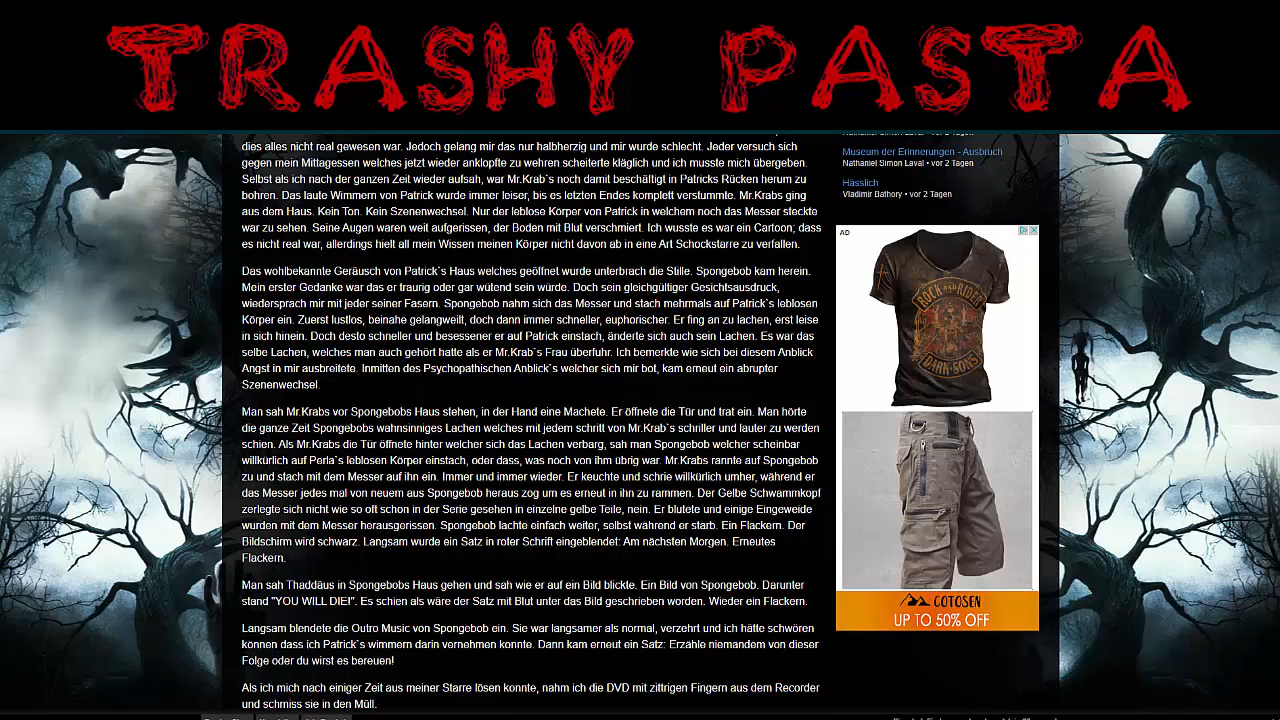 TRASHY PASTA
dies alles nicht real gewesen war. Jedoch gelang mir das nur halbherzig und mir wurde schlecht. Jeder versuch sich
gegen mein Mittagessen welches jetzt wieder anklopfte zu wehren scheiterte kläglich und ich musste mich übergeben.
Selbst als ich nach der ganzen Zeit wieder aufsah, war Mr.Krab`s noch damit beschäftigt in Patricks Rücken herum zu
bohren. Das laute Wimmern von Patrick wurde immer leiser, bis es letzten Endes komplett verstummte. Mr.Krabs ging
aus dem Haus. Kein Ton. Kein Szenenwechsel. Nur der leblose Körper von Patrick in welchem noch das Messer steckte
war zu sehen. Seine Augen waren weit aufgerissen, der Boden mit Blut verschmiert. Ich wusste es war ein Cartoon; dass
es nicht real war, allerdings hielt all mein Wissen meinen Körper nicht davon ab in eine Art Schockstarre zu verfallen.
Das wohlbekannte Geräusch von Patrick`s Haus welches geöffnet wurde unterbrach die Stille. Spongebob kam herein.
Mein erster Gedanke war das er traurig oder gar wütend sein würde. Doch sein gleichgültiger Gesichtsausdruck,
wiedersprach mir mit jeder seiner Fasern. Spongebob nahm sich das Messer und stach mehrmals auf Patrick`s leblosen
Körper ein. Zuerst lustlos, beinahe gelangweilt, doch dann immer schneller, euphorischer. Er fing an zu lachen, erst leise
in sich hinein. Doch desto schneller und besessener er auf Patrick einstach, änderte sich auch sein Lachen. Es war das
selbe Lachen, welches man auch gehört hatte als er Mr.Krab`s Frau überfuhr. Ich bemerkte wie sich bei diesem Anblick
Angst in mir ausbreitete. Inmitten des Psychopathischen Anblick`s welcher sich mir bot, kam erneut ein abrupter
Szenenwechsel.
Man sah Mr.Krabs vor Spongebobs Haus stehen, in der Hand eine Machete. Er öffnete die Tür und trat ein. Man hörte
die ganze Zeit Spongebobs wahnsinniges Lachen welches mit jedem schritt von Mr.Krab`s schriller und lauter zu werden
schien. Als Mr.Krabs die Tür öffnete hinter welcher sich das Lachen verbarg, sah man Spongebob welcher scheinbar
willkürlich auf Perla`s leblosen Körper einstach, oder dass, was noch von ihm übrig war. Mr.Krabs rannte auf Spongebob
zu und stach mit dem Messer auf ihn ein. Immer und immer wieder. Er keuchte und schrie willkürlich umher, während er
das Messer jedes mal von neuem aus Spongebob heraus zog um es erneut in ihn zu rammen. Der Gelbe Schwammkopf
zerlegte sich nicht wie so oft schon in der Serie gesehen in einzelne gelbe Teile, nein. Er blutete und einige Eingeweide
wurden mit dem Messer herausgerissen. Spongebob lachte einfach weiter, selbst während er starb. Ein Flackern. Der
Bildschirm wird schwarz. Langsam wurde ein Satz in roter Schrift eingeblendet: Am nächsten Morgen. Erneutes
Flackern.
Man sah Thaddäus in Spongebobs Haus gehen und sah wie er auf ein Bild blickte. Ein Bild von Spongebob. Darunter
stand "YOU WILL DIE!". Es schien als wäre der Satz mit Blut unter das Bild geschrieben worden. Wieder ein Flackern.
Langsam blendete die Outro Music von Spongebob ein. Sie war langsamer als normal, verzehrt und ich hätte schwören
können dass ich Patrick`s wimmern darin vernehmen konnte. Dann kam erneut ein Satz: Erzähle niemandem von dieser
Folge oder du wirst es bereuen!
Als ich mich nach einiger Zeit aus meiner Starre lösen konnte, nahm ich die DVD mit zittrigen Fingern aus dem Recorder
und schmiss sie in den Müll.
Museum der Erinnerungen - Ausbruch
Nathaniel Simon Laval • vor 2 Tagen
Hässlich
Vladimir Bathory • vor 2 Tagen
AD
ROCK AND RIDER
DARK SONS
COTOSEN
UP TO 50% OFF